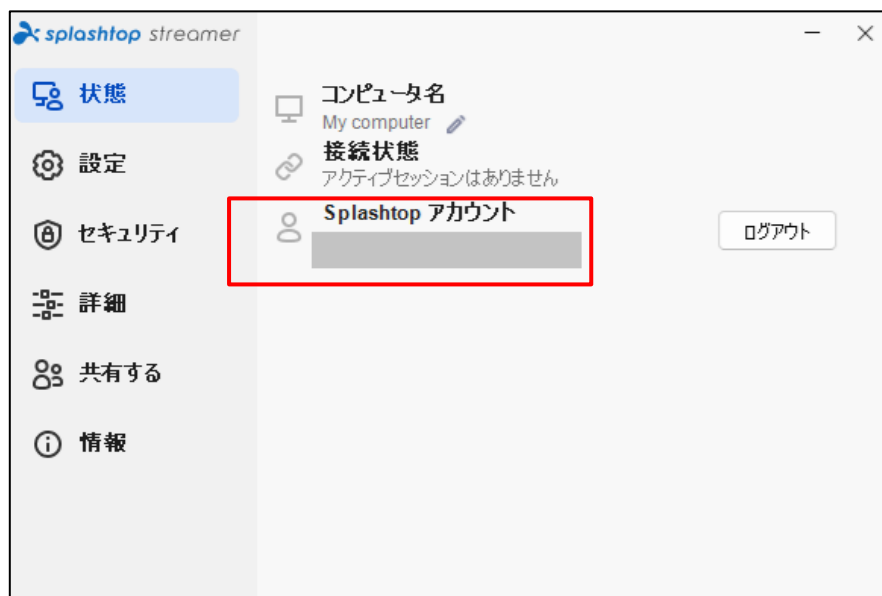 splashtop streamer
状態
設定
セキュリティ
詳細
共有する
情報
コンピュータ名
My computer
接続状態
アクティブセッションはありません
Splashtop アカウント
ログアウト